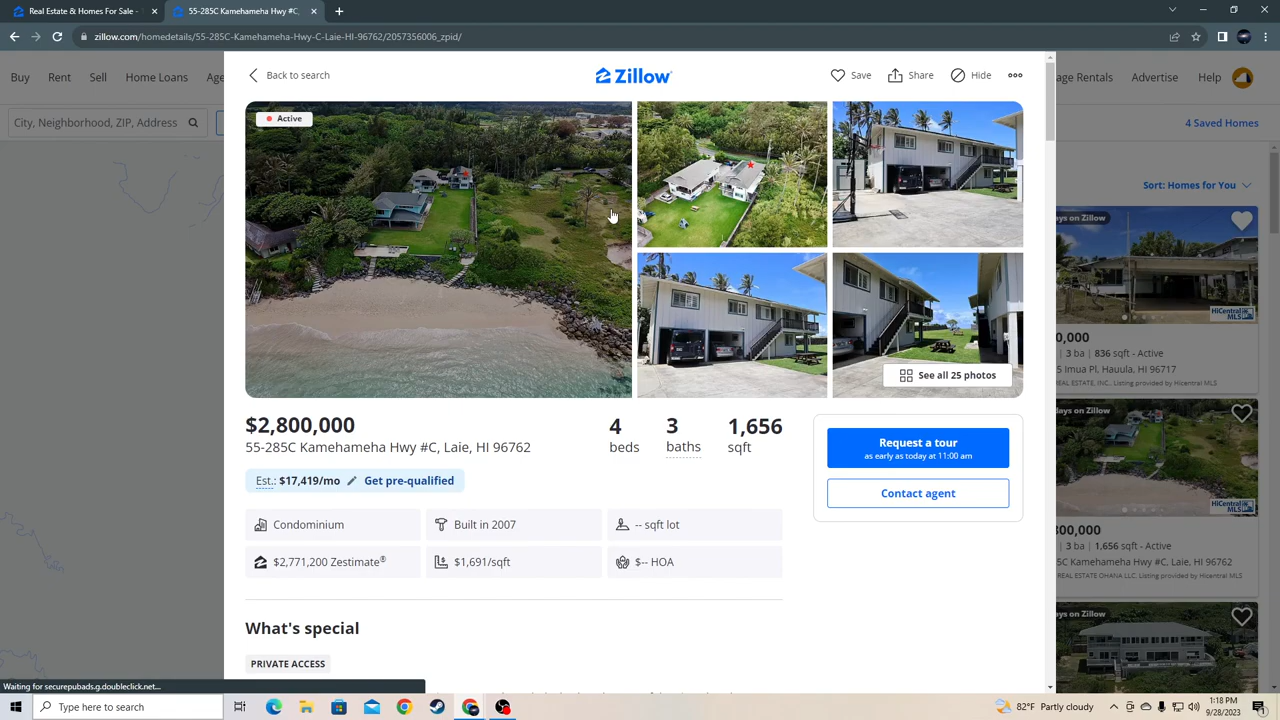 Real Estate & Homes For Sale -
55-285C Kamehameha Hwy #C,
zillow.com/homedetails/55-285C-Kamehameha-Hwy-C-Laie-HI-96762/2057356006_zpid/
Buy Rent Sell Home Loans
Back to search
Zillow
Save Share Hide
age Rentals Advertise Help
City, Neighborhood, ZIP, Address
4 Saved Homes
Active
See all 25 photos
Sort: Homes for You
ays on Zillow
HiCentral MLS
0,000
3 ba | 836 sqft - Active
5 Imua Pl, Hauula, HI 96717
REAL ESTATE, INC., Listing provided by Hicentral MLS
days on Zillow
HiCentral MLS
$2,800,000
55-285C Kamehameha Hwy #C, Laie, HI 96762
4 beds
3 baths
1,656 sqft
Est.: $17,419/mo Get pre-qualified
Request a tour
as early as today at 11:00 am
Contact agent
Condominium
Built in 2007
-- sqft lot
$2,771,200 Zestimate®
$1,691/sqft
$-- HOA
800,000
3 ba | 1,656 sqft - Active
5C Kamehameha Hwy #C, Laie, HI 96762
REAL ESTATE OHANA LLC. Listing provided by Hicentral MLS
ays on Zillow
What's special
PRIVATE ACCESS
Waiting for securepubads.g.doubleclick.net...
Type here to search
82°F Partly cloudy
1:18 PM
9/28/2023